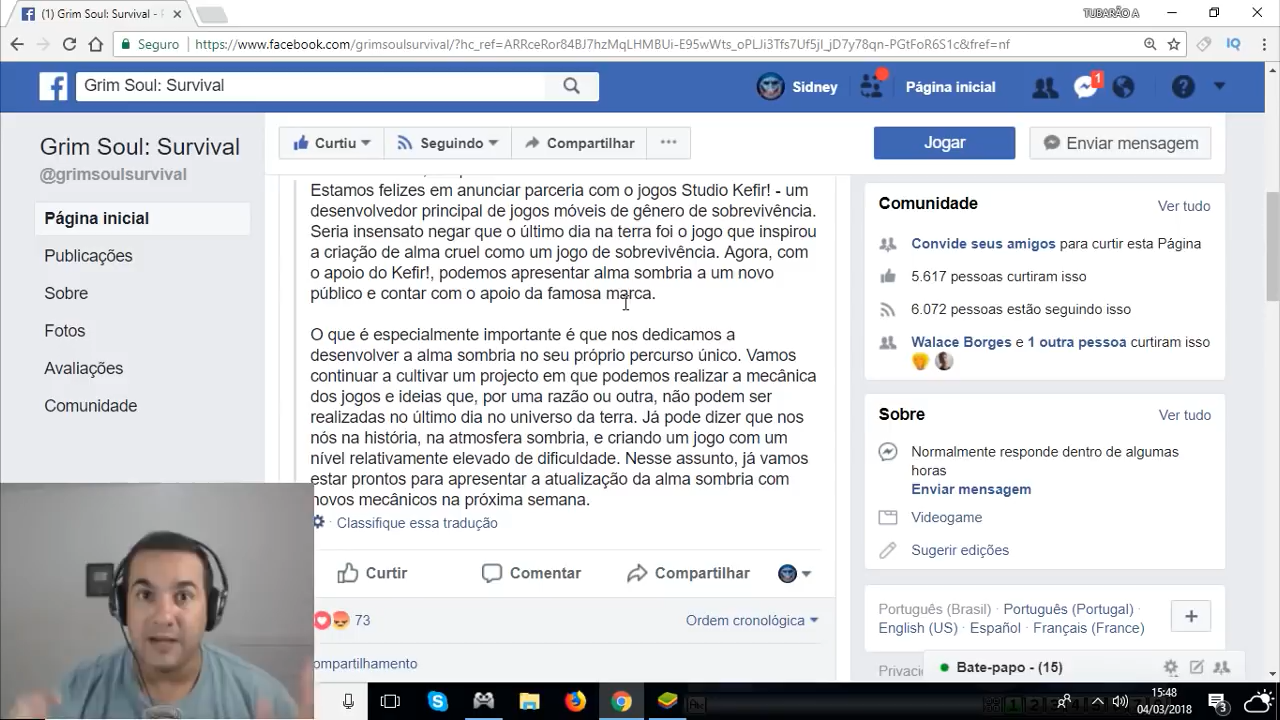 (1) Grim Soul: Survival -
TUBARÃO A
Seguro
https://www.facebook.com/grimsoulsurvival/?hc_ref=ARRceRor84BJ7hzMqLHMBUi-E95wWts_oPLJi3Tfs7Uf5jI_jD7y78qn-PGtFoR6S1c&fref=nf
IQ
Grim Soul: Survival
Sidney
Página inicial
1
Grim Soul: Survival
@grimsoulsurvival
Página inicial
Publicações
Sobre
Fotos
Avaliações
Comunidade
Curtiu
Seguindo
Compartilhar
Jogar
Enviar mensagem
Estamos felizes em anunciar parceria com o jogos Studio Kefir! - um
desenvolvedor principal de jogos móveis de gênero de sobrevivência.
Seria insensato negar que o último dia na terra foi o jogo que inspirou
a criação de alma cruel como um jogo de sobrevivência. Agora, com
o apoio do Kefir!, podemos apresentar alma sombria a um novo
público e contar com o apoio da famosa marca.
O que é especialmente importante é que nos dedicamos a
desenvolver a alma sombria no seu próprio percurso único. Vamos
continuar a cultivar um projecto em que podemos realizar a mecânica
dos jogos e ideias que, por uma razão ou outra, não podem ser
realizadas no último dia no universo da terra. Já pode dizer que nos
nós na história, na atmosfera sombria, e criando um jogo com um
nível relativamente elevado de dificuldade. Nesse assunto, já vamos
estar prontos para apresentar a atualização da alma sombria com
novos mecânicos na próxima semana.
Classifique essa tradução
Curtir
Comentar
Compartilhar
73
Ordem cronológica
ompartilhamento
Comunidade
Ver tudo
Convide seus amigos para curtir esta Página
5.617 pessoas curtiram isso
6.072 pessoas estão seguindo isso
Walace Borges e 1 outra pessoa curtiram isso
Sobre
Ver tudo
Normalmente responde dentro de algumas
horas
Enviar mensagem
Videogame
Sugerir edições
Português (Brasil) · Português (Portugal) ·
English (US) · Español · Français (France)
Privaci
Bate-papo - (15)
15:48
04/03/2018
3